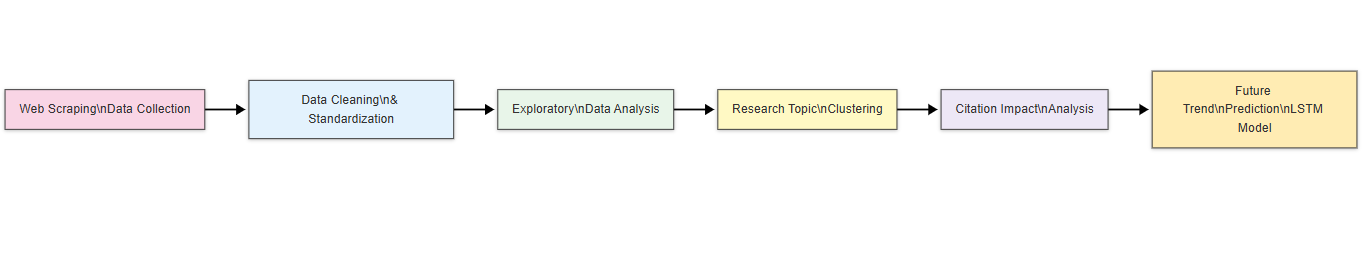 Web Scraping\nData Collection
Data Cleaning\n&
Standardization
Exploratory\nData Analysis
Research Topic\nClustering
Citation Impact\nAnalysis
Future
Trend\nPrediction\nLSTM
Model